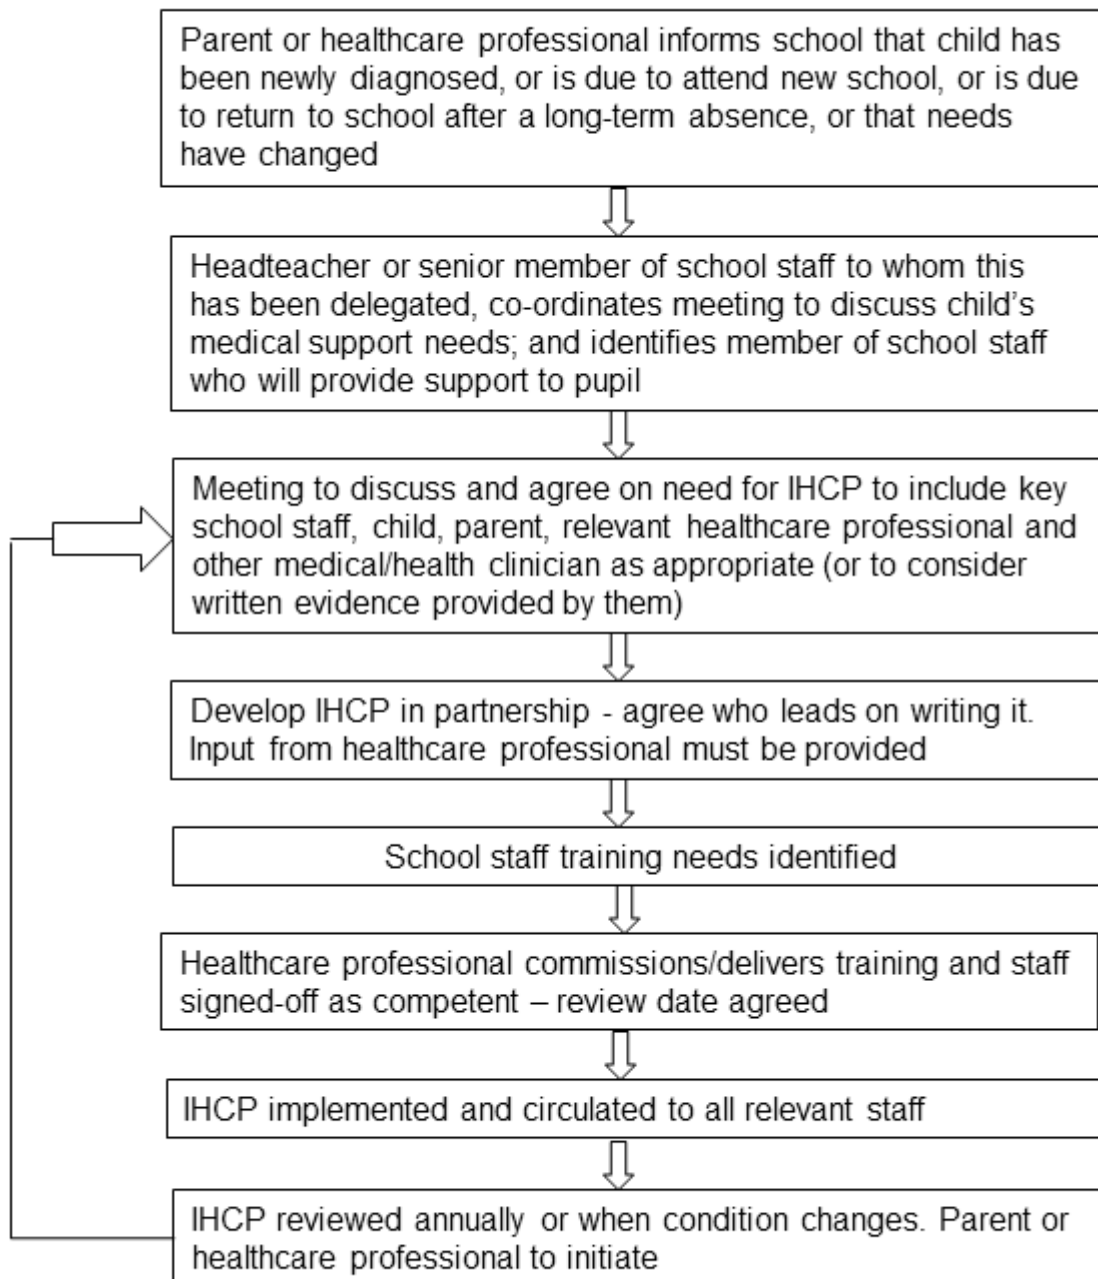 Parent or healthcare professional informs school that child has
been newly diagnosed, or is due to attend new school, or is due
to return to school after a long-term absence, or that needs
have changed
Headteacher or senior member of school staff to whom this
has been delegated, co-ordinates meeting to discuss child's
medical support needs; and identifies member of school staff
who will provide support to pupil
Meeting to discuss and agree on need for IHCP to include key
school staff, child, parent, relevant healthcare professional and
other medical/health clinician as appropriate (or to consider
written evidence provided by them)
Develop IHCP in partnership - agree who leads on writing it.
Input from healthcare professional must be provided
School staff training needs identified
Healthcare professional commissions/delivers training and staff
signed-off as competent – review date agreed
IHCP implemented and circulated to all relevant staff
IHCP reviewed annually or when condition changes. Parent or
healthcare professional to initiate